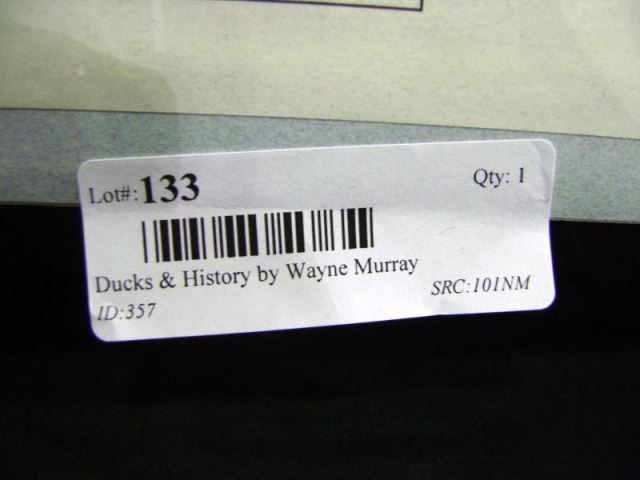 Lot#:133 Qty: 1
Ducks & History by Wayne Murray
ID:357 SRC:101NM